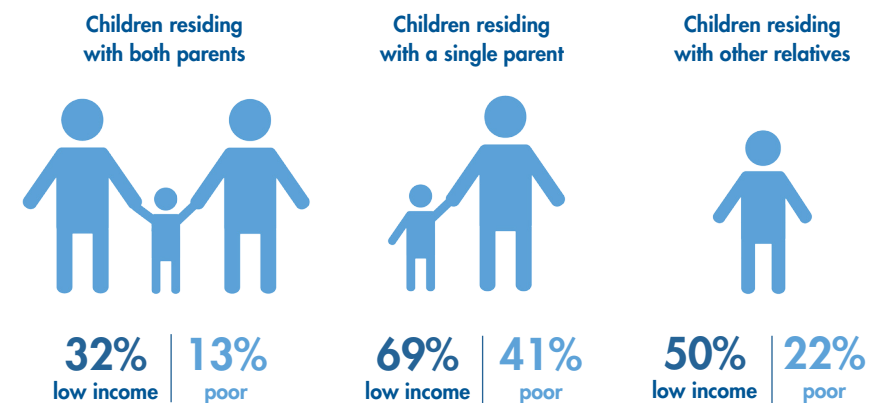 Children residing
with both parents
Children residing
with a single parent
Children residing
with other relatives
32%
low income
13%
poor
69%
low income
41%
poor
50%
low income
22%
poor